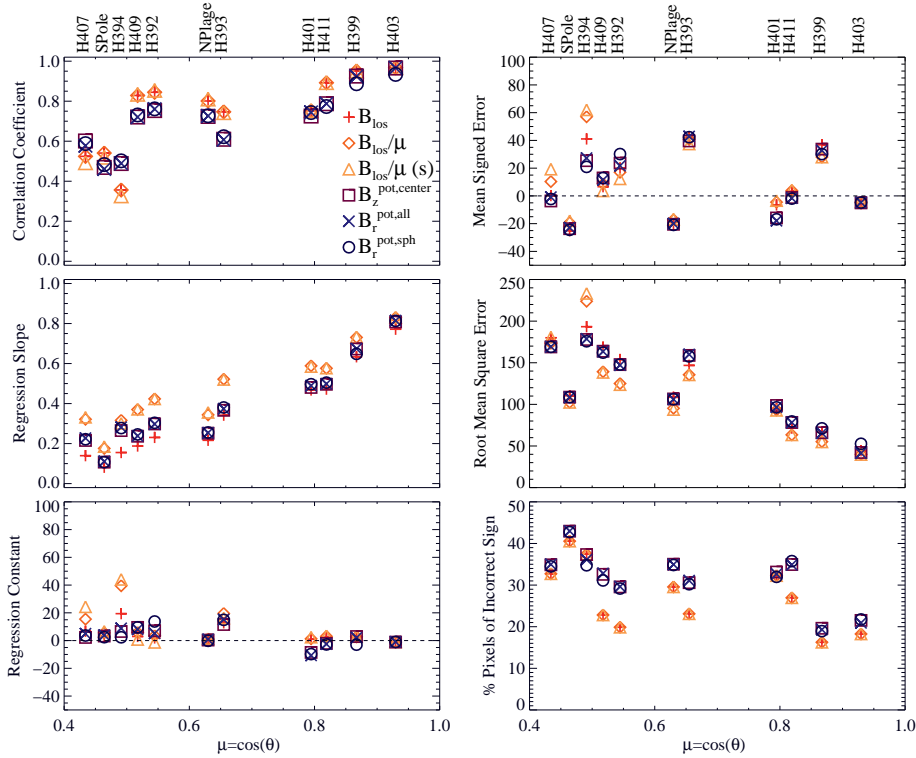 H407 SPole H394 H409 H392 NPlage H393 H401 H411 H399 H403
1.0
0.8
0.6
0.4
0.2
0.0
Correlation Coefficient
B_los
B_los/μ
B_los/μ (s)
B_z^pot,center
B_r^pot,all
B_r^pot,sph
H407 SPole H394 H409 H392 NPlage H393 H401 H411 H399 H403
100
80
60
40
20
0
−20
−40
Mean Signed Error
1.0
0.8
0.6
0.4
0.2
0.0
Regression Slope
250
200
150
100
50
Root Mean Square Error
100
80
60
40
20
0
−20
−40
Regression Constant
0.4 0.6 0.8 1.0
μ=cos(θ)
50
40
30
20
10
0
% Pixels of Incorrect Sign
0.4 0.6 0.8 1.0
μ=cos(θ)